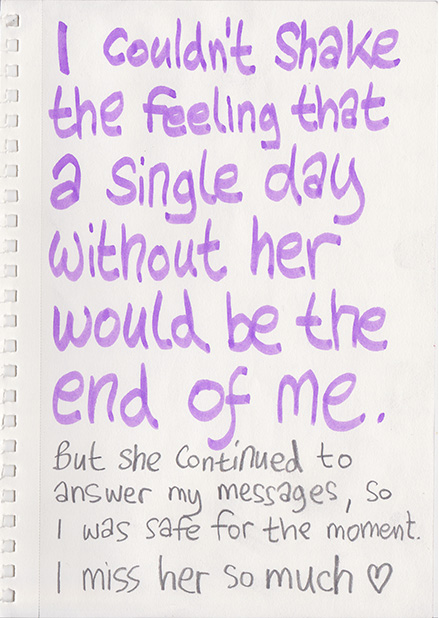 I couldn't shake
the feeling that
a single day
without her
would be the
end of me.
But she continued to
answer my messages, so
I was safe for the moment.
I miss her so much ♡